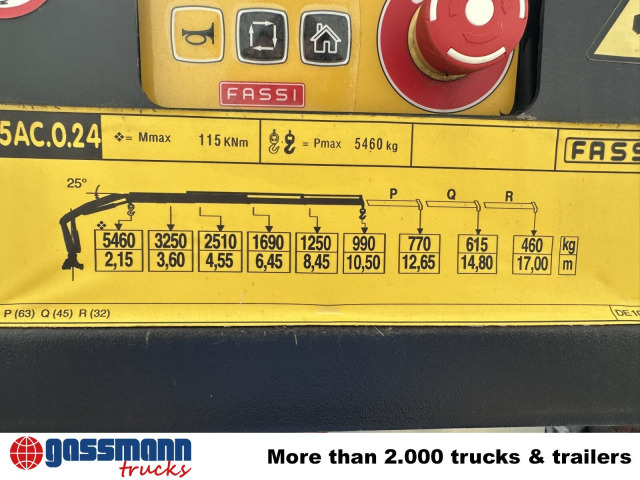 FASSI
5AC.0.24 ❖= Mmax 115 KNm = Pmax 5460 kg FASS
25° P Q R
❖
5460 3250 2510 1690 1250 990 770 615 460 kg
2,15 3,60 4,55 6,45 8,45 10,50 12,65 14,80 17,00 m
P (63) Q (45) R (32) DE10
gassmann
trucks
More than 2.000 trucks & trailers